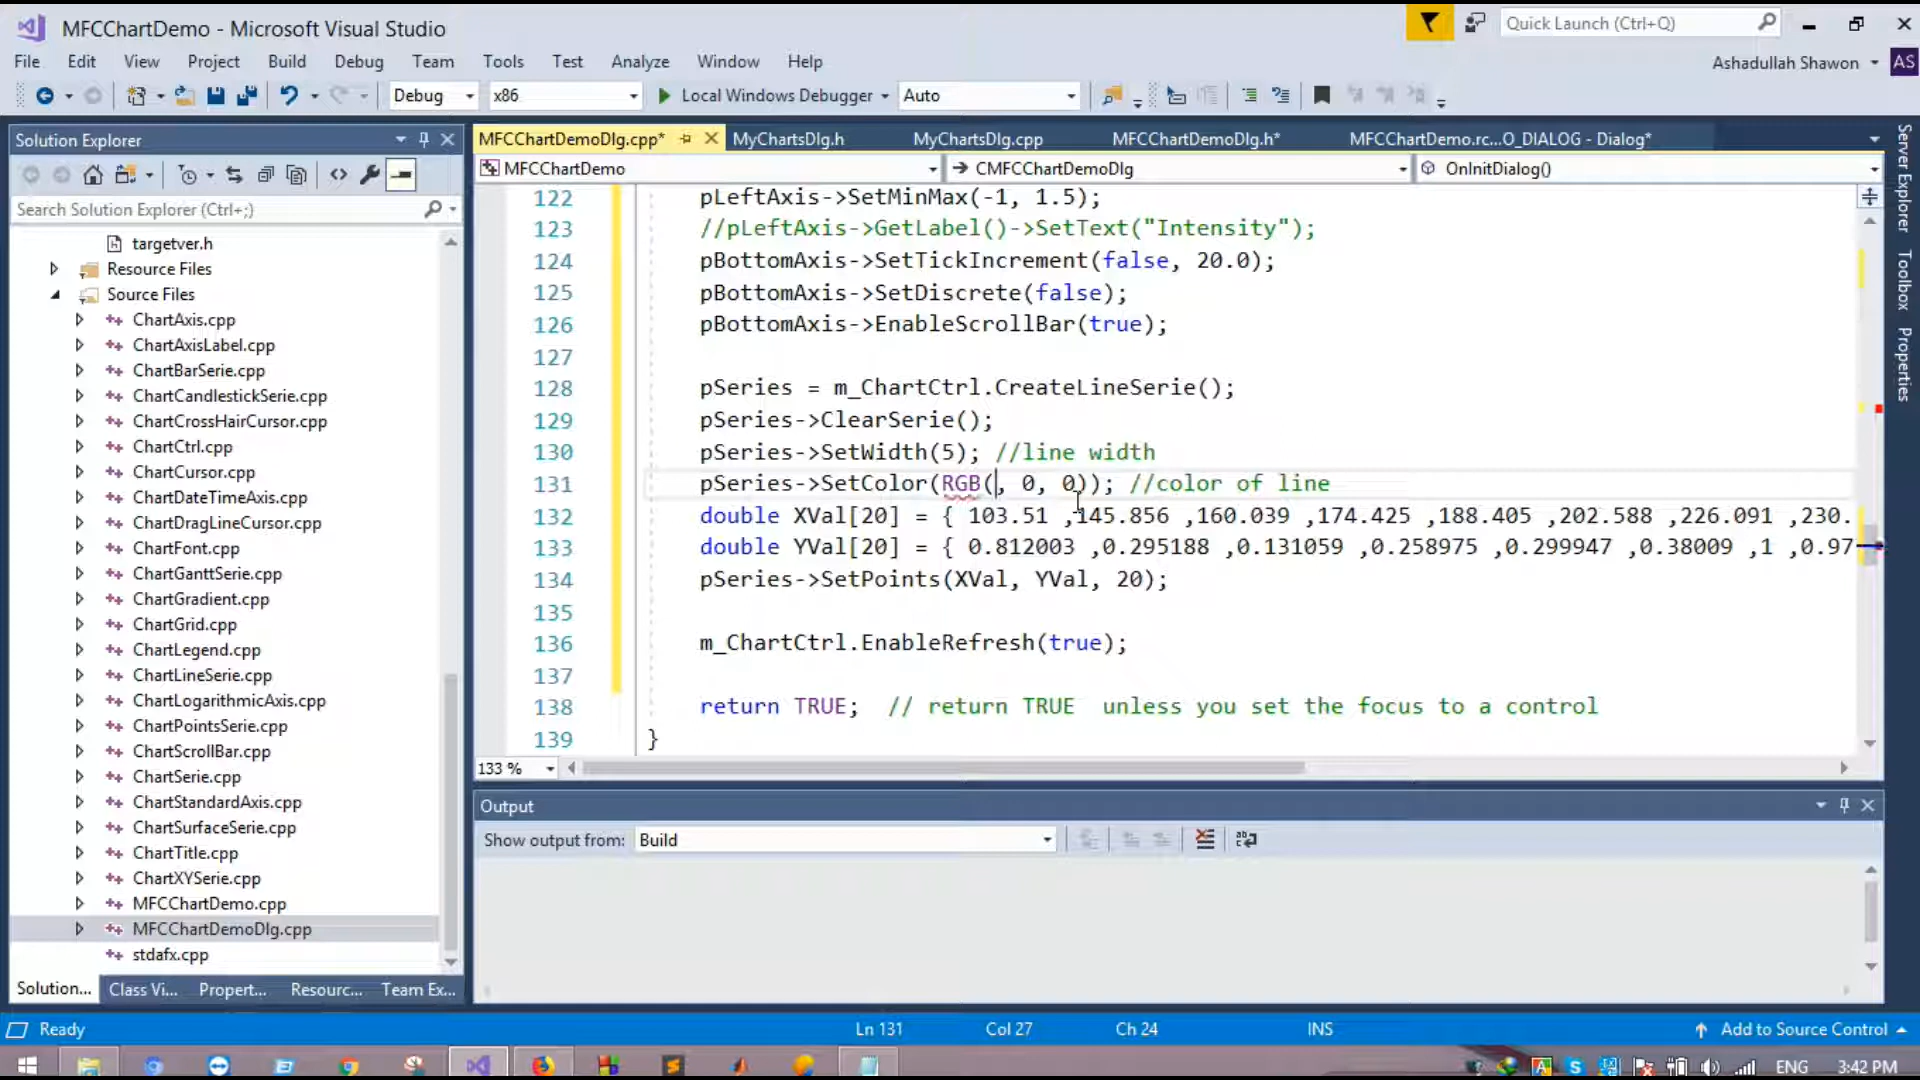 MFCChartDemo - Microsoft Visual Studio
Quick Launch (Ctrl+Q)
File Edit View Project Build Debug Team Tools Test Analyze Window Help
Ashadullah Shawon AS
Debug x86 Local Windows Debugger Auto
Solution Explorer
Search Solution Explorer (Ctrl+;)
targetver.h
Resource Files
Source Files
ChartAxis.cpp
ChartAxisLabel.cpp
ChartBarSerie.cpp
ChartCandlestickSerie.cpp
ChartCrossHairCursor.cpp
ChartCtrl.cpp
ChartCursor.cpp
ChartDateTimeAxis.cpp
ChartDragLineCursor.cpp
ChartFont.cpp
ChartGanttSerie.cpp
ChartGradient.cpp
ChartGrid.cpp
ChartLegend.cpp
ChartLineSerie.cpp
ChartLogarithmicAxis.cpp
ChartPointsSerie.cpp
ChartScrollBar.cpp
ChartSerie.cpp
ChartStandardAxis.cpp
ChartSurfaceSerie.cpp
ChartTitle.cpp
ChartXYSerie.cpp
MFCChartDemo.cpp
MFCChartDemoDlg.cpp
stdafx.cpp
Solution... Class Vi... Propert... Resourc... Team Ex...
MFCChartDemoDlg.cpp* MyChartsDlg.h MyChartsDlg.cpp MFCChartDemoDlg.h* MFCChartDemo.rc...O_DIALOG - Dialog*
MFCChartDemo CMFCChartDemoDlg OnInitDialog()
122 pLeftAxis->SetMinMax(-1, 1.5);
123 //pLeftAxis->GetLabel()->SetText("Intensity");
124 pBottomAxis->SetTickIncrement(false, 20.0);
125 pBottomAxis->SetDiscrete(false);
126 pBottomAxis->EnableScrollBar(true);
127
128 pSeries = m_ChartCtrl.CreateLineSerie();
129 pSeries->ClearSerie();
130 pSeries->SetWidth(5); //line width
131 pSeries->SetColor(RGB(, 0, 0)); //color of line
132 double XVal[20] = { 103.51 ,145.856 ,160.039 ,174.425 ,188.405 ,202.588 ,226.091 ,230.
133 double YVal[20] = { 0.812003 ,0.295188 ,0.131059 ,0.258975 ,0.299947 ,0.38009 ,1 ,0.97
134 pSeries->SetPoints(XVal, YVal, 20);
135
136 m_ChartCtrl.EnableRefresh(true);
137
138 return TRUE; // return TRUE unless you set the focus to a control
139 }
133 %
Output
Show output from: Build
Server Explorer
Toolbox
Properties
Ready Ln 131 Col 27 Ch 24 INS Add to Source Control
ENG 3:42 PM